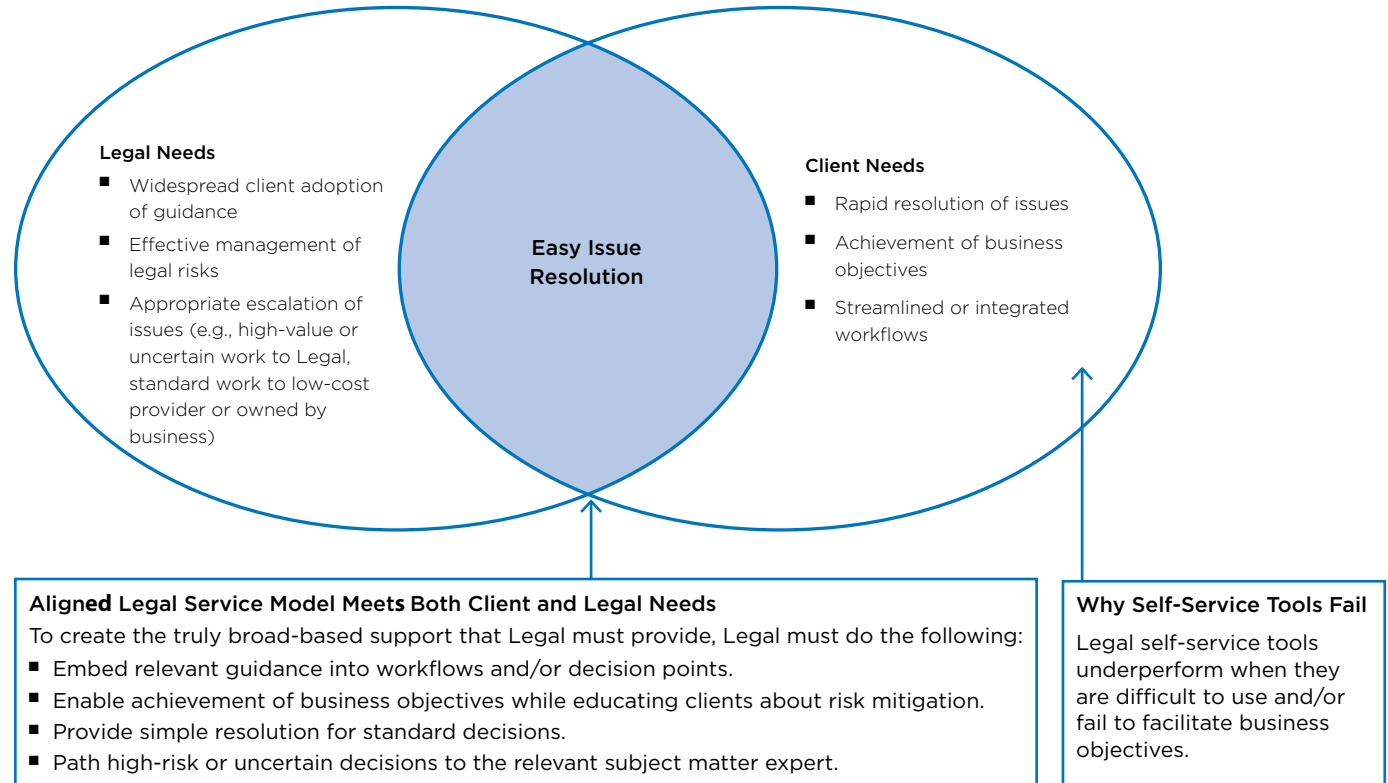 Legal Needs
■ Widespread client adoption
of guidance
■ Effective management of
legal risks
■ Appropriate escalation of
issues (e.g., high-value or
uncertain work to Legal,
standard work to low-cost
provider or owned by
business)
Easy Issue
Resolution
Client Needs
■ Rapid resolution of issues
■ Achievement of business
objectives
■ Streamlined or integrated
workflows
Aligned Legal Service Model Meets Both Client and Legal Needs
To create the truly broad-based support that Legal must provide, Legal must do the following:
■ Embed relevant guidance into workflows and/or decision points.
■ Enable achievement of business objectives while educating clients about risk mitigation.
■ Provide simple resolution for standard decisions.
■ Path high-risk or uncertain decisions to the relevant subject matter expert.
Why Self-Service Tools Fail
Legal self-service tools
underperform when they
are difficult to use and/or
fail to facilitate business
objectives.